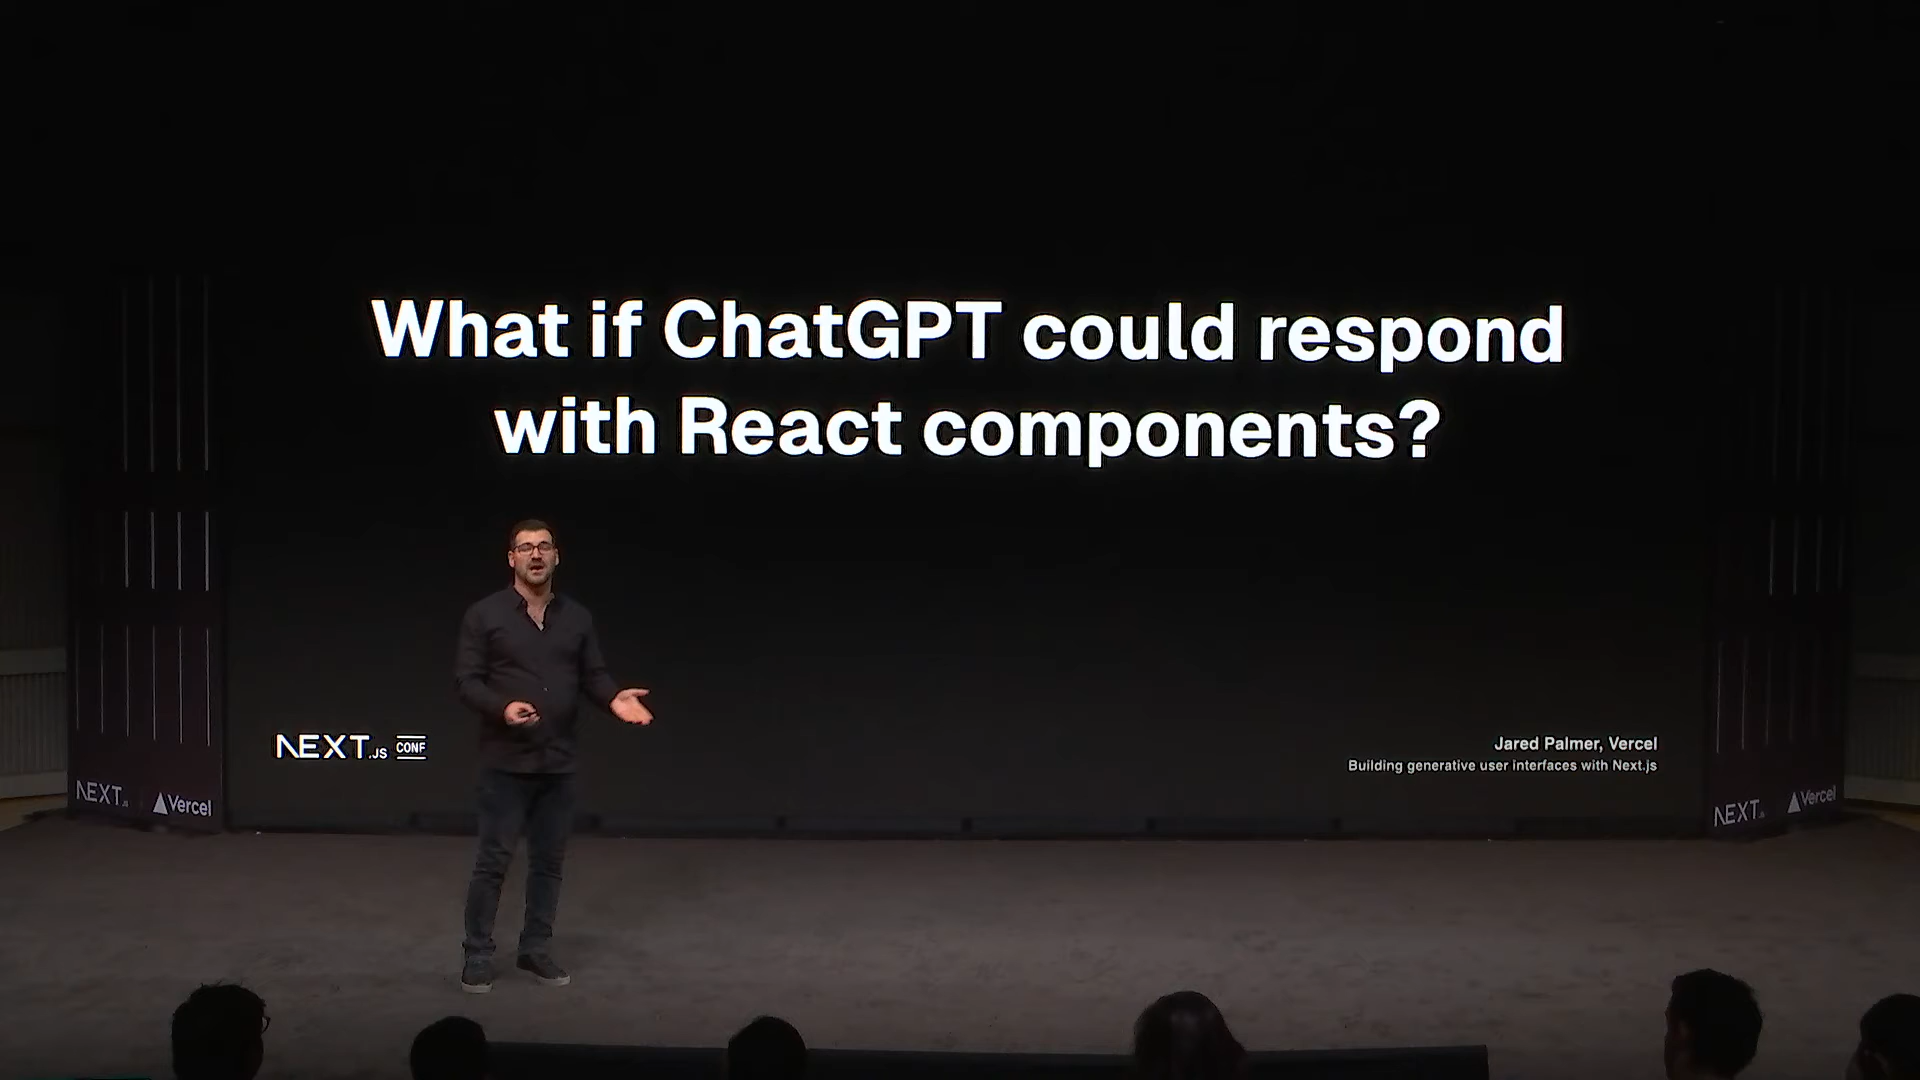 What if ChatGPT could respond
with React components?
NEXT.JS CONF
Jared Palmer, Vercel
Building generative user interfaces with Next.js
NEXT.JS Vercel
NEXT.JS Vercel